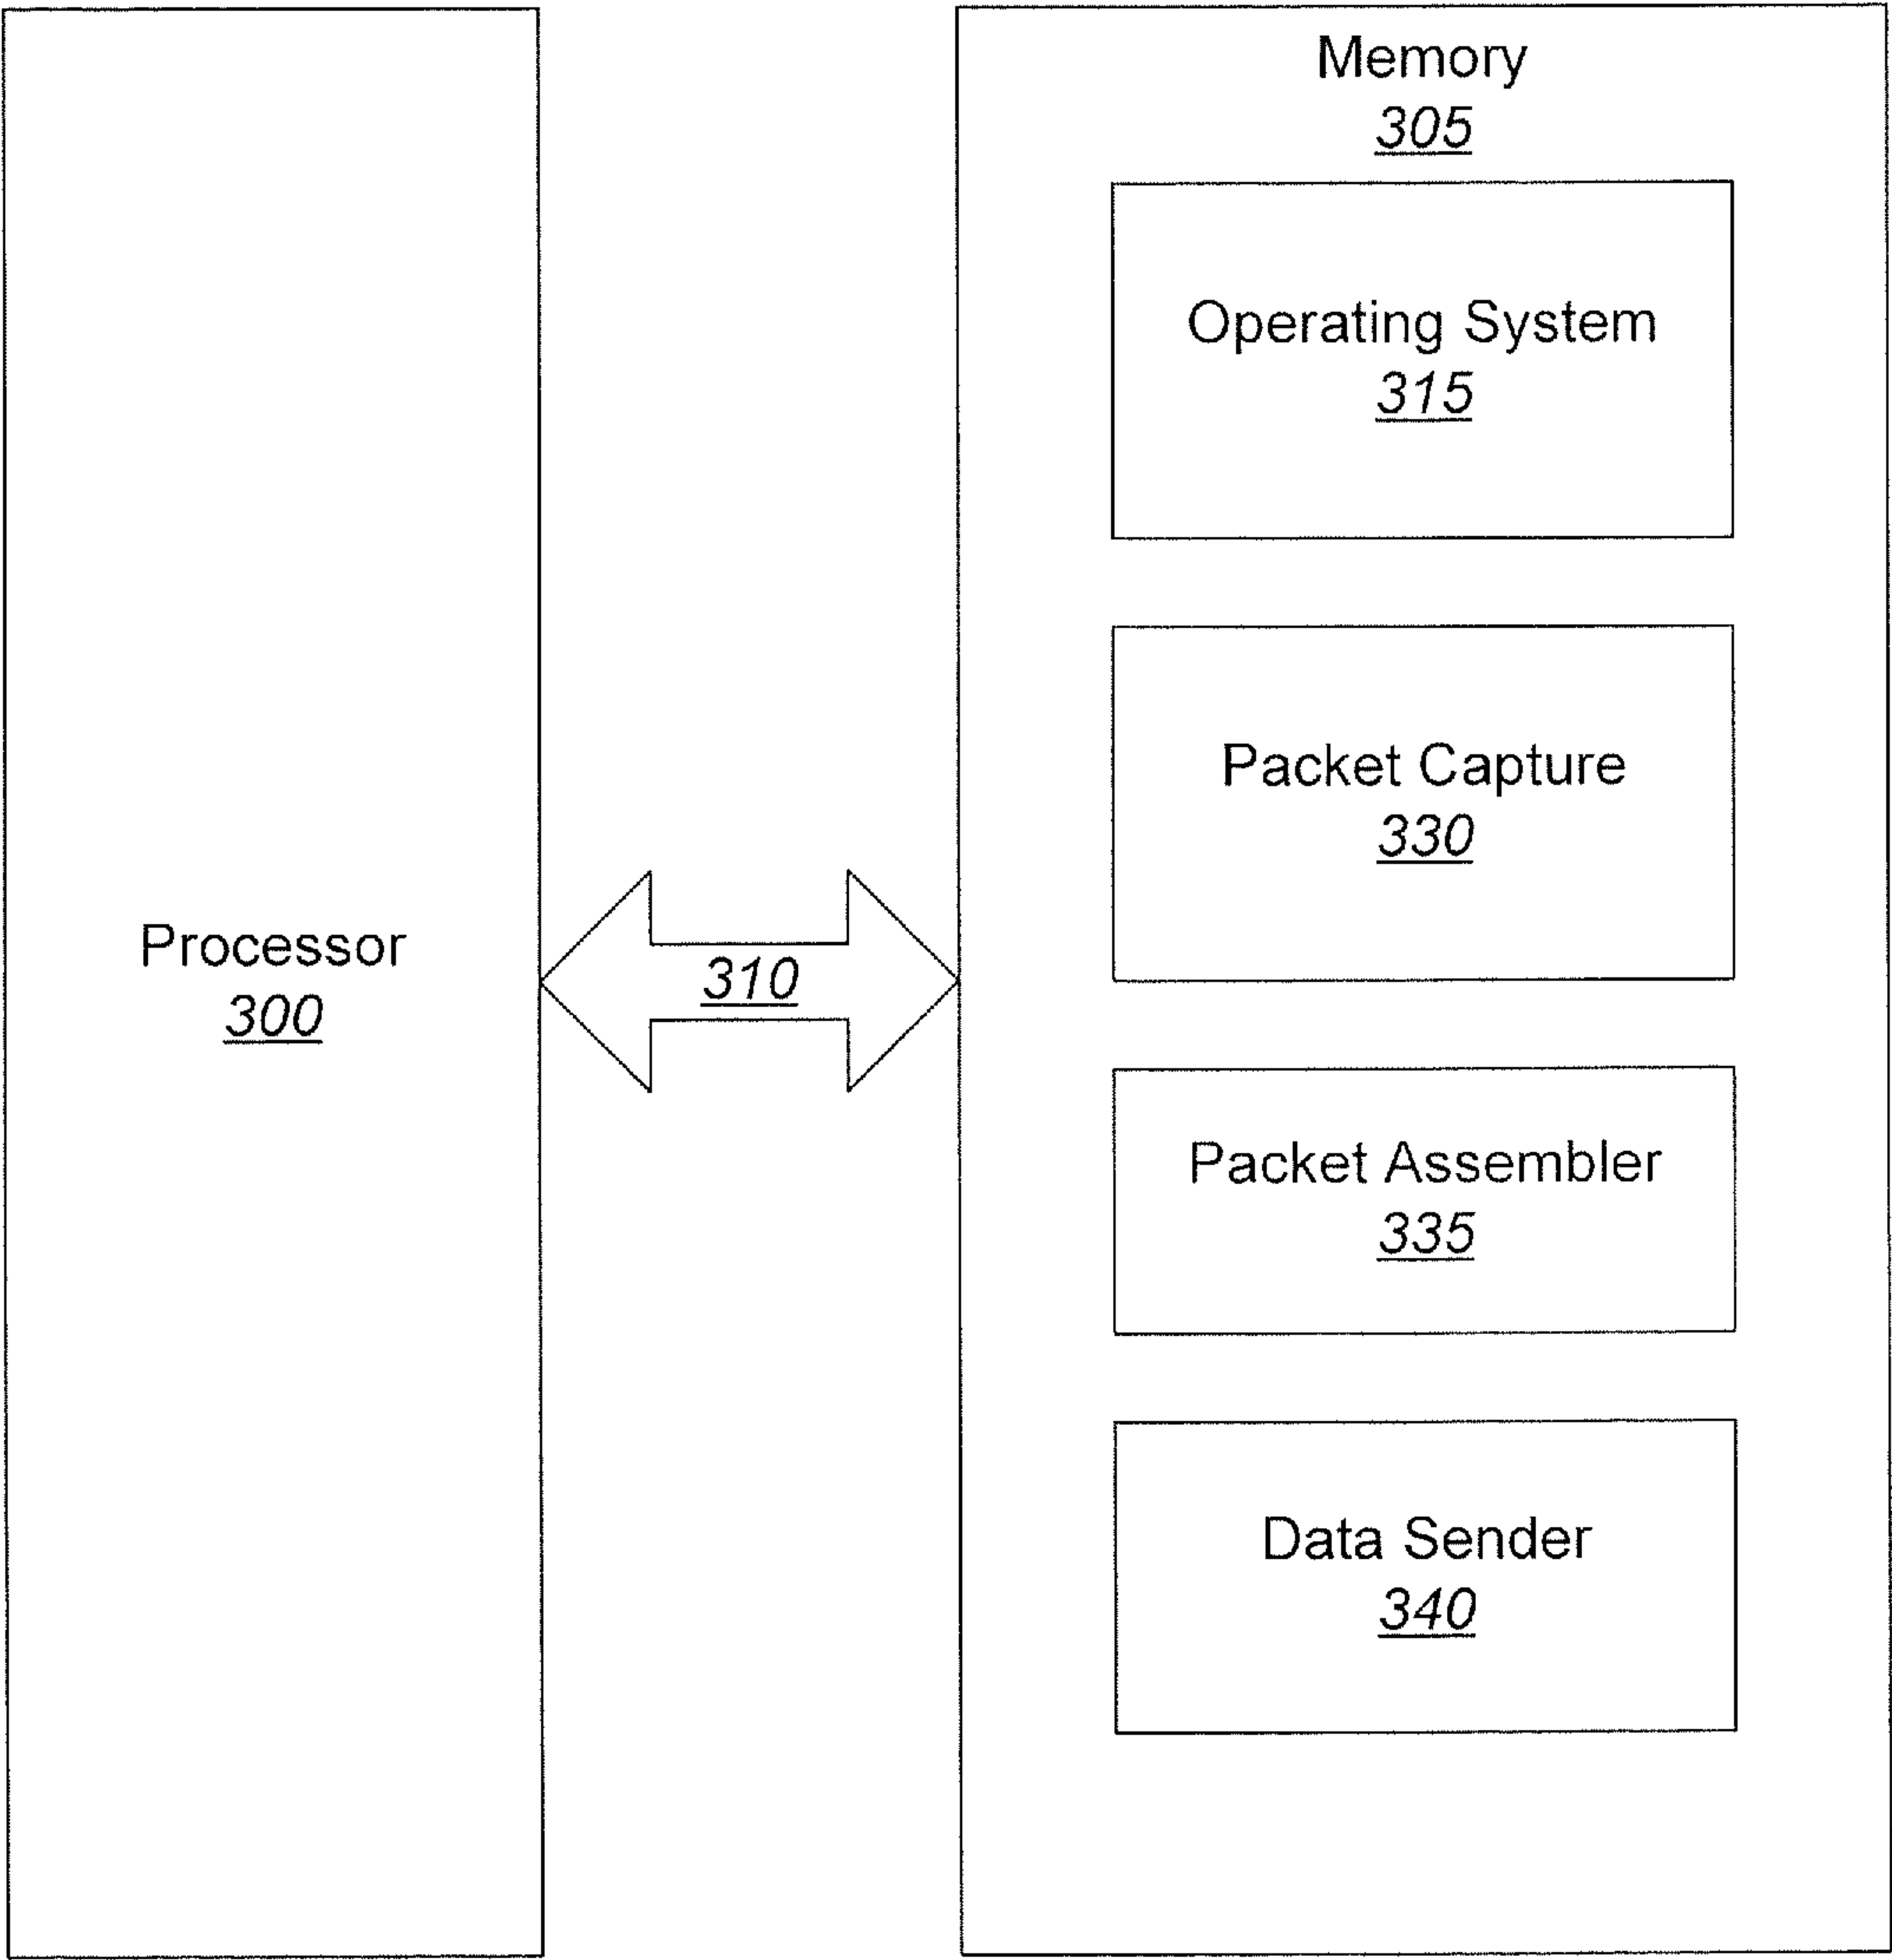 Memory
305
Operating System
315
Packet Capture
330
Processor
300
310
Packet Assembler
335
Data Sender
340